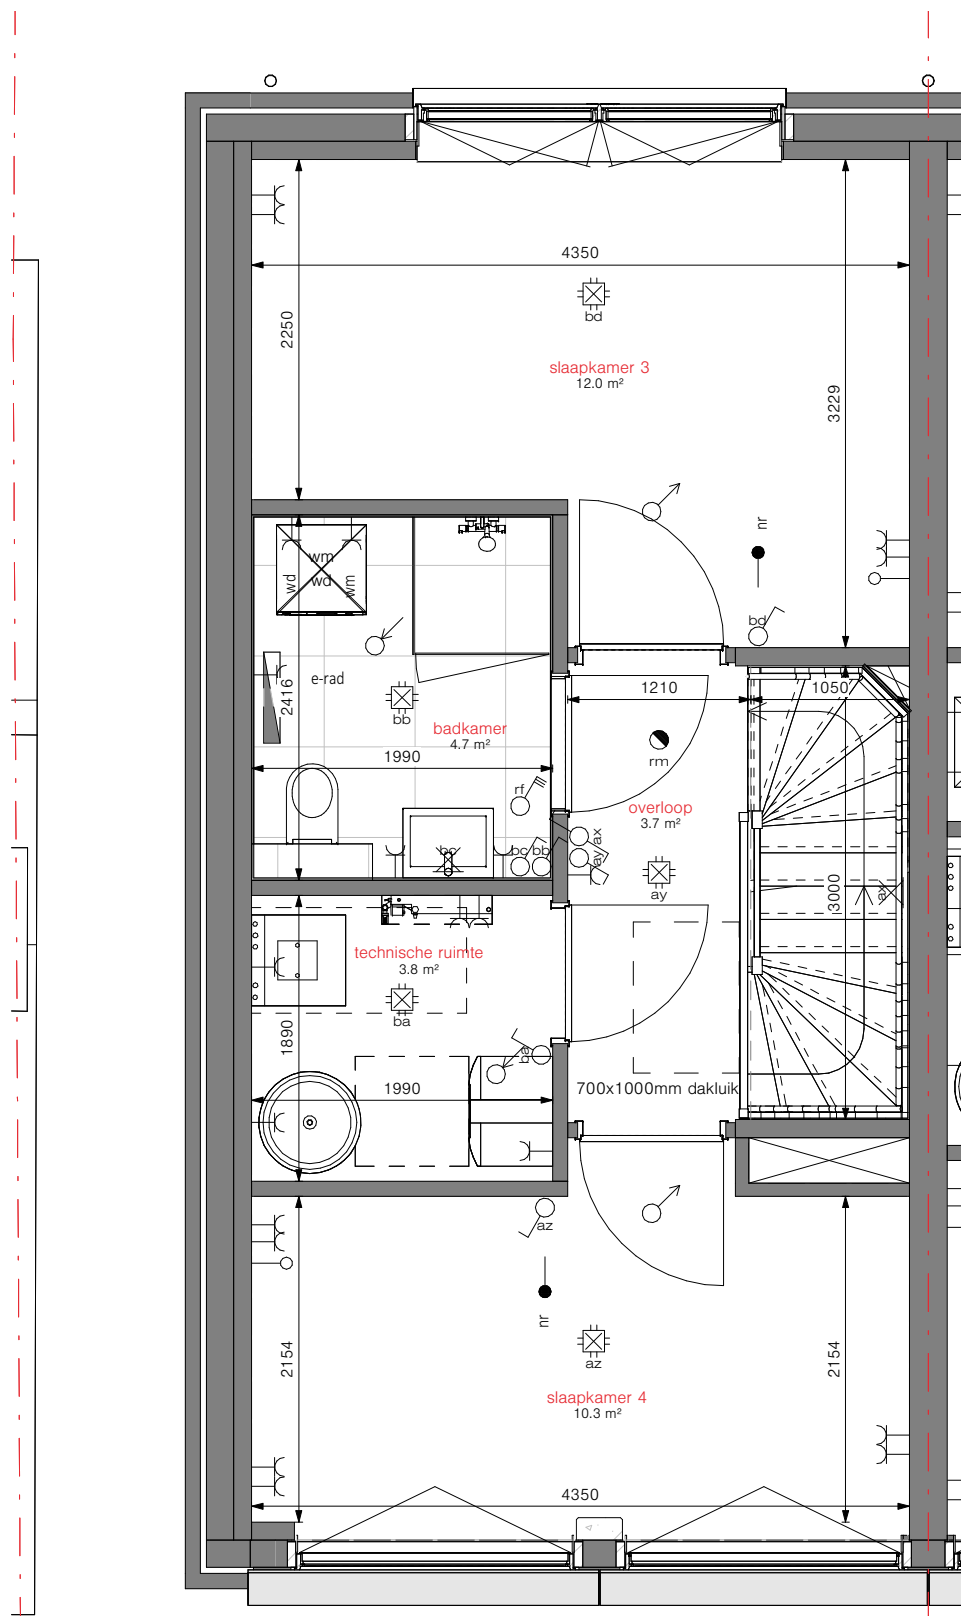 4350
2250
bd
slaapkamer 3
12.0 m²
3229
nr
bd
wm
wd
wd
wm
e-rad
2416
bb
badkamer
4.7 m²
1990
1210
1050
rm
rf
overloop
3.7 m²
ax
ay
bc
bc
bb
ay
3000
ax
technische ruimte
3.8 m²
ba
1890
ba
1990
700x1000mm dakluik
az
nr
az
2154
2154
slaapkamer 4
10.3 m²
4350